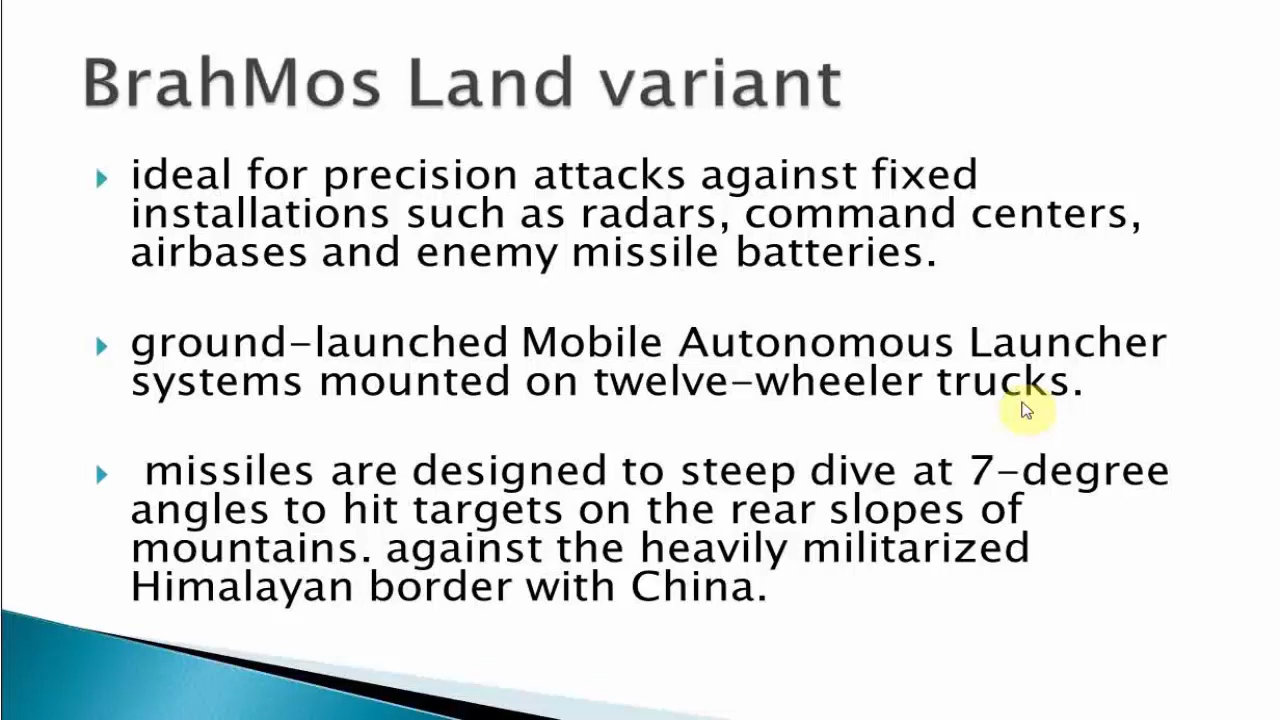 BrahMos Land variant
ideal for precision attacks against fixed
installations such as radars, command centers,
airbases and enemy missile batteries.
ground-launched Mobile Autonomous Launcher
systems mounted on twelve-wheeler trucks.
missiles are designed to steep dive at 7-degree
angles to hit targets on the rear slopes of
mountains. against the heavily militarized
Himalayan border with China.